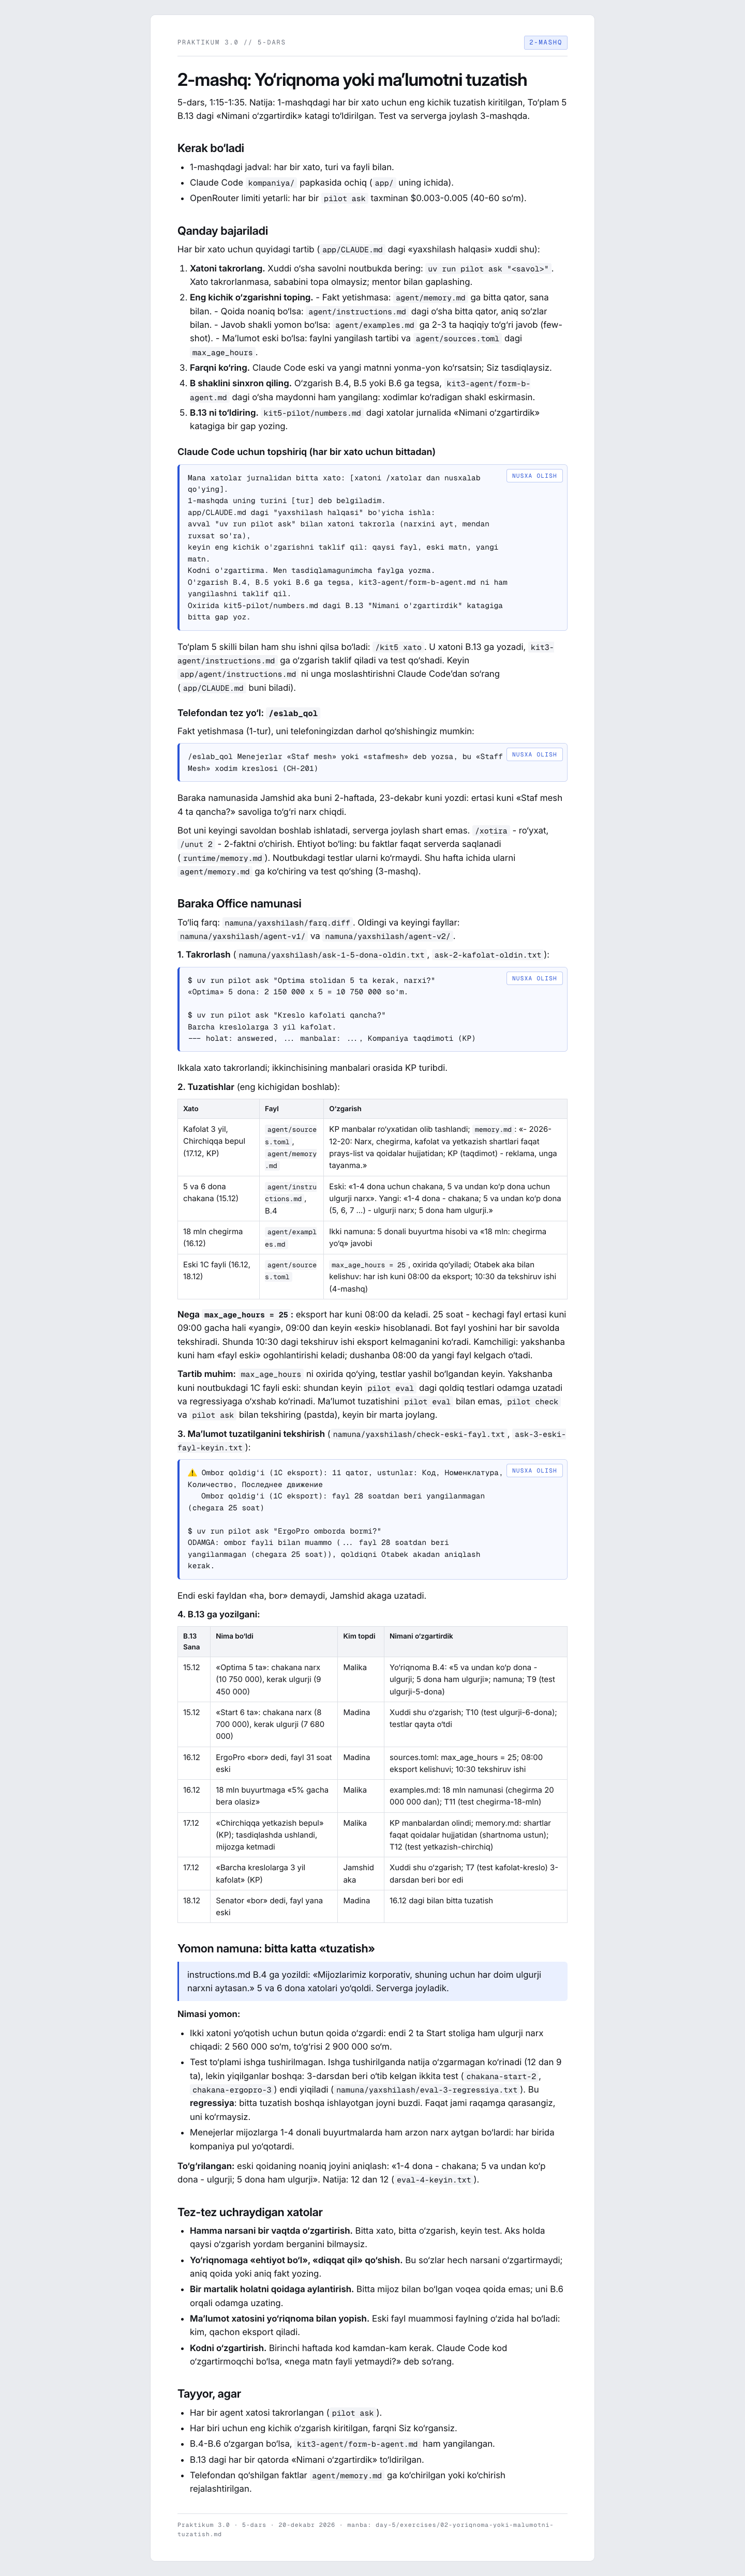 PRAKTIKUM 3.0 // 5-DARS
2-MASHQ
2-mashq: Yo‘riqnoma yoki ma’lumotni tuzatish
5-dars, 1:15-1:35. Natija: 1-mashqdagi har bir xato uchun eng kichik tuzatish kiritilgan, To‘plam 5
B.13 dagi «Nimani o‘zgartirdik» katagi to‘ldirilgan. Test va serverga joylash 3-mashqda.
Kerak bo‘ladi
• 1-mashqdagi jadval: har bir xato, turi va fayli bilan.
• Claude Code kompaniya/ papkasida ochiq ( app/ uning ichida).
• OpenRouter limiti yetarli: har bir pilot ask taxminan $0.003-0.005 (40-60 so‘m).
Qanday bajariladi
Har bir xato uchun quyidagi tartib ( app/CLAUDE.md dagi «yaxshilash halqasi» xuddi shu):
1. Xatoni takrorlang. Xuddi o‘sha savolni noutbukda bering: uv run pilot ask "<savol>" .
Xato takrorlanmasa, sababini topa olmaysiz; mentor bilan gaplashing.
2. Eng kichik o‘zgarishni toping. - Fakt yetishmasa: agent/memory.md ga bitta qator, sana
bilan. - Qoida noaniq bo‘lsa: agent/instructions.md dagi o‘sha bitta qator, aniq so‘zlar
bilan. - Javob shakli yomon bo‘lsa: agent/examples.md ga 2-3 ta haqiqiy to‘g‘ri javob (few-
shot). - Ma’lumot eski bo‘lsa: faylni yangilash tartibi va agent/sources.toml dagi
max_age_hours .
3. Farqni ko‘ring. Claude Code eski va yangi matnni yonma-yon ko‘rsatsin; Siz tasdiqlaysiz.
4. B shaklini sinxron qiling. O‘zgarish B.4, B.5 yoki B.6 ga tegsa, kit3-agent/form-b-
agent.md dagi o‘sha maydonni ham yangilang: xodimlar ko‘radigan shakl eskirmasin.
5. B.13 ni to‘ldiring. kit5-pilot/numbers.md dagi xatolar jurnalida «Nimani o‘zgartirdik»
katagiga bir gap yozing.
Claude Code uchun topshiriq (har bir xato uchun bittadan)
NUSXA OLISH
Mana xatolar jurnalidan bitta xato: [xatoni /xatolar dan nusxalab
qo'ying].
1-mashqda uning turini [tur] deb belgiladim.
app/CLAUDE.md dagi "yaxshilash halqasi" bo'yicha ishla:
avval "uv run pilot ask" bilan xatoni takrorla (narxini ayt, mendan
ruxsat so'ra),
keyin eng kichik o'zgarishni taklif qil: qaysi fayl, eski matn, yangi
matn.
Kodni o'zgartirma. Men tasdiqlamagunimcha faylga yozma.
O'zgarish B.4, B.5 yoki B.6 ga tegsa, kit3-agent/form-b-agent.md ni ham
yangilashni taklif qil.
Oxirida kit5-pilot/numbers.md dagi B.13 "Nimani o'zgartirdik" katagiga
bitta gap yoz.
To‘plam 5 skilli bilan ham shu ishni qilsa bo‘ladi: /kit5 xato . U xatoni B.13 ga yozadi, kit3-
agent/instructions.md ga o‘zgarish taklif qiladi va test qo‘shadi. Keyin
app/agent/instructions.md ni unga moslashtirishni Claude Code’dan so‘rang
( app/CLAUDE.md buni biladi).
Telefondan tez yo‘l: /eslab_qol
Fakt yetishmasa (1-tur), uni telefoningizdan darhol qo‘shishingiz mumkin:
NUSXA OLISH
/eslab_qol Menejerlar «Staf mesh» yoki «stafmesh» deb yozsa, bu «Staff
Mesh» xodim kreslosi (CH-201)
Baraka namunasida Jamshid aka buni 2-haftada, 23-dekabr kuni yozdi: ertasi kuni «Staf mesh
4 ta qancha?» savoliga to‘g‘ri narx chiqdi.
Bot uni keyingi savoldan boshlab ishlatadi, serverga joylash shart emas. /xotira - ro‘yxat,
/unut 2 - 2-faktni o‘chirish. Ehtiyot bo‘ling: bu faktlar faqat serverda saqlanadi
( runtime/memory.md ). Noutbukdagi testlar ularni ko‘rmaydi. Shu hafta ichida ularni
agent/memory.md ga ko‘chiring va test qo‘shing (3-mashq).
Baraka Office namunasi
To‘liq farq: namuna/yaxshilash/farq.diff . Oldingi va keyingi fayllar:
namuna/yaxshilash/agent-v1/ va namuna/yaxshilash/agent-v2/ .
1. Takrorlash ( namuna/yaxshilash/ask-1-5-dona-oldin.txt , ask-2-kafolat-oldin.txt ):
NUSXA OLISH
$ uv run pilot ask "Optima stolidan 5 ta kerak, narxi?"
«Optima» 5 dona: 2 150 000 x 5 = 10 750 000 so'm.
$ uv run pilot ask "Kreslo kafolati qancha?"
Barcha kreslolarga 3 yil kafolat.
--- holat: answered, ... manbalar: ..., Kompaniya taqdimoti (KP)
Ikkala xato takrorlandi; ikkinchisining manbalari orasida KP turibdi.
2. Tuzatishlar (eng kichigidan boshlab):
Xato Fayl O‘zgarish
Kafolat 3 yil, Chirchiqqa bepul (17.12, KP) agent/sources.toml , agent/memory.md KP manbalar ro‘yxatidan olib tashlandi; memory.md : «- 2026-12-20: Narx, chegirma, kafolat va yetkazish shartlari faqat prays-list va qoidalar hujjatidan; KP (taqdimot) - reklama, unga tayanma.»
5 va 6 dona chakana (15.12) agent/instructions.md , B.4 Eski: «1-4 dona uchun chakana, 5 va undan ko‘p dona uchun ulgurji narx». Yangi: «1-4 dona - chakana; 5 va undan ko‘p dona (5, 6, 7 ...) - ulgurji narx; 5 dona ham ulgurji.»
18 mln chegirma (16.12) agent/examples.md Ikki namuna: 5 donali buyurtma hisobi va «18 mln: chegirma yo‘q» javobi
Eski 1C fayli (16.12, 18.12) agent/sources.toml max_age_hours = 25 , oxirida qo‘yiladi; Otabek aka bilan kelishuv: har ish kuni 08:00 da eksport; 10:30 da tekshiruv ishi (4-mashq)
Nega max_age_hours = 25 : eksport har kuni 08:00 da keladi. 25 soat - kechagi fayl ertasi kuni
09:00 gacha hali «yangi», 09:00 dan keyin «eski» hisoblanadi. Bot fayl yoshini har bir savolda
tekshiradi. Shunda 10:30 dagi tekshiruv ishi eksport kelmaganini ko‘radi. Kamchiligi: yakshanba
kuni ham «fayl eski» ogohlantirishi keladi; dushanba 08:00 da yangi fayl kelgach o‘tadi.
Tartib muhim: max_age_hours ni oxirida qo‘ying, testlar yashil bo‘lgandan keyin. Yakshanba
kuni noutbukdagi 1C fayli eski: shundan keyin pilot eval dagi qoldiq testlari odamga uzatadi
va regressiyaga o‘xshab ko‘rinadi. Ma’lumot tuzatishini pilot eval bilan emas, pilot check
va pilot ask bilan tekshiring (pastda), keyin bir marta joylang.
3. Ma’lumot tuzatilganini tekshirish ( namuna/yaxshilash/check-eski-fayl.txt , ask-3-eski-
fayl-keyin.txt ):
NUSXA OLISH
⚠️ Ombor qoldig'i (1C eksport): 11 qator, ustunlar: Код, Номенклатура,
Количество, Последнее движение
Ombor qoldig'i (1C eksport): fayl 28 soatdan beri yangilanmagan
(chegara 25 soat)
$ uv run pilot ask "ErgoPro omborda bormi?"
ODAMGA: ombor fayli bilan muammo (... fayl 28 soatdan beri
yangilanmagan (chegara 25 soat)), qoldiqni Otabek akadan aniqlash
kerak.
Endi eski fayldan «ha, bor» demaydi, Jamshid akaga uzatadi.
4. B.13 ga yozilgani:
B.13 Sana Nima bo‘ldi Kim topdi Nimani o‘zgartirdik
15.12 «Optima 5 ta»: chakana narx (10 750 000), kerak ulgurji (9 450 000) Malika Yo‘riqnoma B.4: «5 va undan ko‘p dona - ulgurji; 5 dona ham ulgurji»; namuna; T9 (test ulgurji-5-dona)
15.12 «Start 6 ta»: chakana narx (8 700 000), kerak ulgurji (7 680 000) Madina Xuddi shu o‘zgarish; T10 (test ulgurji-6-dona); testlar qayta o‘tdi
16.12 ErgoPro «bor» dedi, fayl 31 soat eski Madina sources.toml: max_age_hours = 25; 08:00 eksport kelishuvi; 10:30 tekshiruv ishi
16.12 18 mln buyurtmaga «5% gacha bera olasiz» Malika examples.md: 18 mln namunasi (chegirma 20 000 000 dan); T11 (test chegirma-18-mln)
17.12 «Chirchiqqa yetkazish bepul» (KP); tasdiqlashda ushlandi, mijozga ketmadi Malika KP manbalardan olindi; memory.md: shartlar faqat qoidalar hujjatidan (shartnoma ustun); T12 (test yetkazish-chirchiq)
17.12 «Barcha kreslolarga 3 yil kafolat» (KP) Jamshid aka Xuddi shu o‘zgarish; T7 (test kafolat-kreslo) 3-darsdan beri bor edi
18.12 Senator «bor» dedi, fayl yana eski Madina 16.12 dagi bilan bitta tuzatish
Yomon namuna: bitta katta «tuzatish»
instructions.md B.4 ga yozildi: «Mijozlarimiz korporativ, shuning uchun har doim ulgurji
narxni aytasan.» 5 va 6 dona xatolari yo‘qoldi. Serverga joyladik.
Nimasi yomon:
• Ikki xatoni yo‘qotish uchun butun qoida o‘zgardi: endi 2 ta Start stoliga ham ulgurji narx
chiqadi: 2 560 000 so‘m, to‘g‘risi 2 900 000 so‘m.
• Test to‘plami ishga tushirilmagan. Ishga tushirilganda natija o‘zgarmagan ko‘rinadi (12 dan 9
ta), lekin yiqilganlar boshqa: 3-darsdan beri o‘tib kelgan ikkita test ( chakana-start-2 ,
chakana-ergopro-3 ) endi yiqiladi ( namuna/yaxshilash/eval-3-regressiya.txt ). Bu
regressiya: bitta tuzatish boshqa ishlayotgan joyni buzdi. Faqat jami raqamga qarasangiz,
uni ko‘rmaysiz.
• Menejerlar mijozlarga 1-4 donali buyurtmalarda ham arzon narx aytgan bo‘lardi: har birida
kompaniya pul yo‘qotardi.
To‘g‘rilangan: eski qoidaning noaniq joyini aniqlash: «1-4 dona - chakana; 5 va undan ko‘p
dona - ulgurji; 5 dona ham ulgurji». Natija: 12 dan 12 ( eval-4-keyin.txt ).
Tez-tez uchraydigan xatolar
• Hamma narsani bir vaqtda o‘zgartirish. Bitta xato, bitta o‘zgarish, keyin test. Aks holda
qaysi o‘zgarish yordam berganini bilmaysiz.
• Yo‘riqnomaga «ehtiyot bo‘l», «diqqat qil» qo‘shish. Bu so‘zlar hech narsani o‘zgartirmaydi;
aniq qoida yoki aniq fakt yozing.
• Bir martalik holatni qoidaga aylantirish. Bitta mijoz bilan bo‘lgan voqea qoida emas; uni B.6
orqali odamga uzating.
• Ma’lumot xatosini yo‘riqnoma bilan yopish. Eski fayl muammosi faylning o‘zida hal bo‘ladi:
kim, qachon eksport qiladi.
• Kodni o‘zgartirish. Birinchi haftada kod kamdan-kam kerak. Claude Code kod
o‘zgartirmoqchi bo‘lsa, «nega matn fayli yetmaydi?» deb so‘rang.
Tayyor, agar
• Har bir agent xatosi takrorlangan ( pilot ask ).
• Har biri uchun eng kichik o‘zgarish kiritilgan, farqni Siz ko‘rgansiz.
• B.4-B.6 o‘zgargan bo‘lsa, kit3-agent/form-b-agent.md ham yangilangan.
• B.13 dagi har bir qatorda «Nimani o‘zgartirdik» to‘ldirilgan.
• Telefondan qo‘shilgan faktlar agent/memory.md ga ko‘chirilgan yoki ko‘chirish
rejalashtirilgan.
Praktikum 3.0 · 5-dars · 20-dekabr 2026 · manba: day-5/exercises/02-yoriqnoma-yoki-malumotni-
tuzatish.md